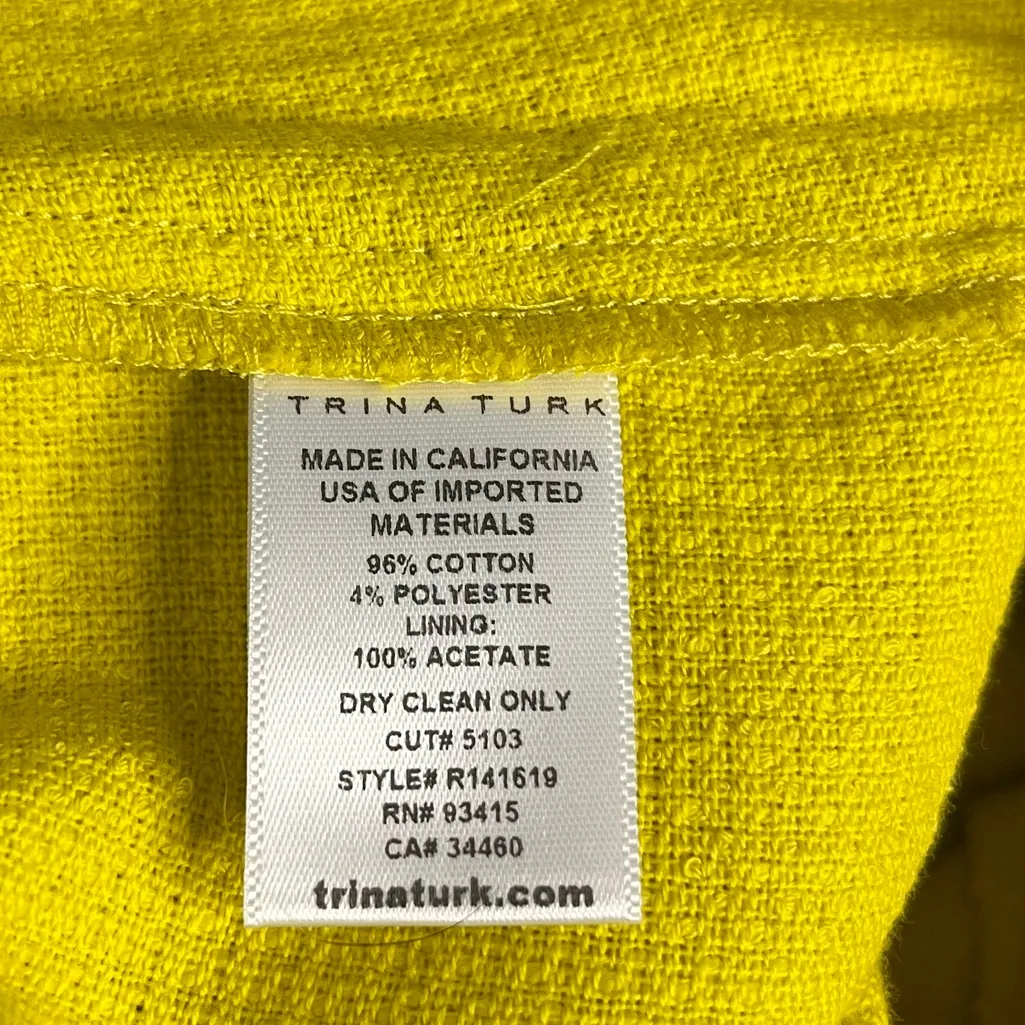 TRINA TURK
MADE IN CALIFORNIA
USA OF IMPORTED
MATERIALS
96% COTTON
4% POLYESTER
LINING:
100% ACETATE
DRY CLEAN ONLY
CUT# 5103
STYLE# R141619
RN# 93415
CA# 34460
trinaturk.com